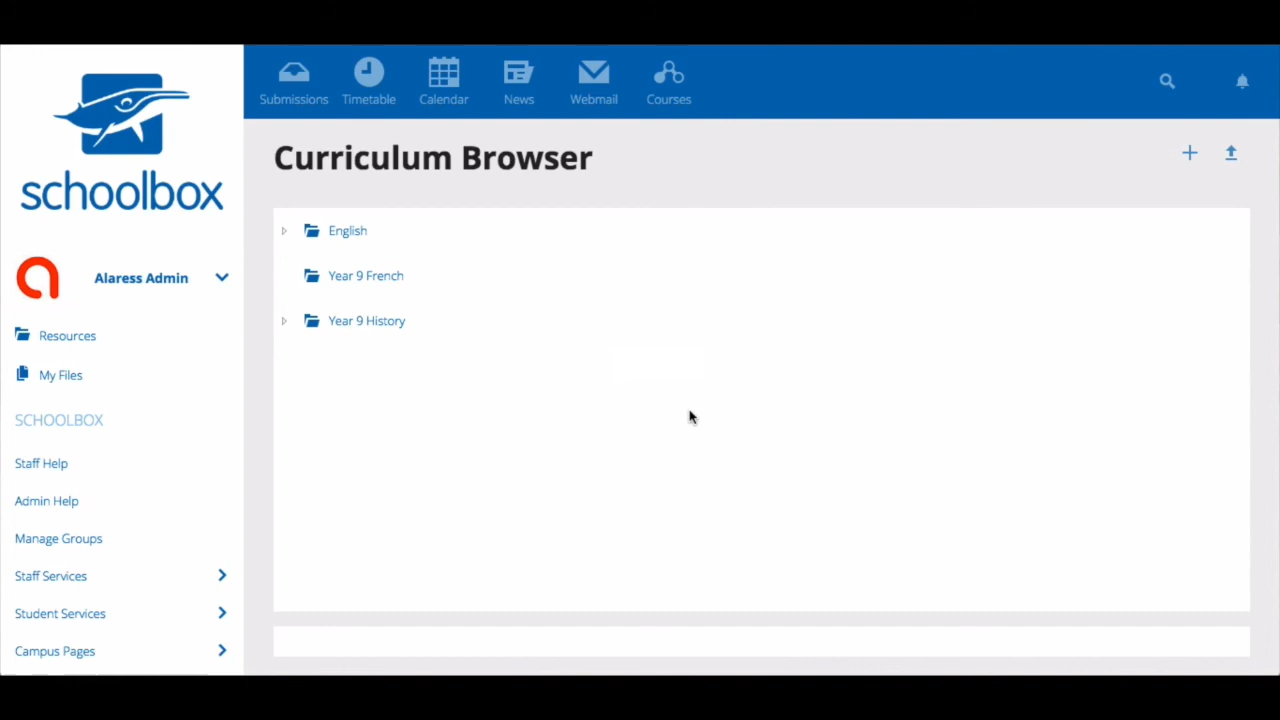 schoolbox
Submissions
Timetable
Calendar
News
Webmail
Courses
Curriculum Browser
English
Year 9 French
Year 9 History
Alaress Admin
Resources
My Files
SCHOOLBOX
Staff Help
Admin Help
Manage Groups
Staff Services
Student Services
Campus Pages